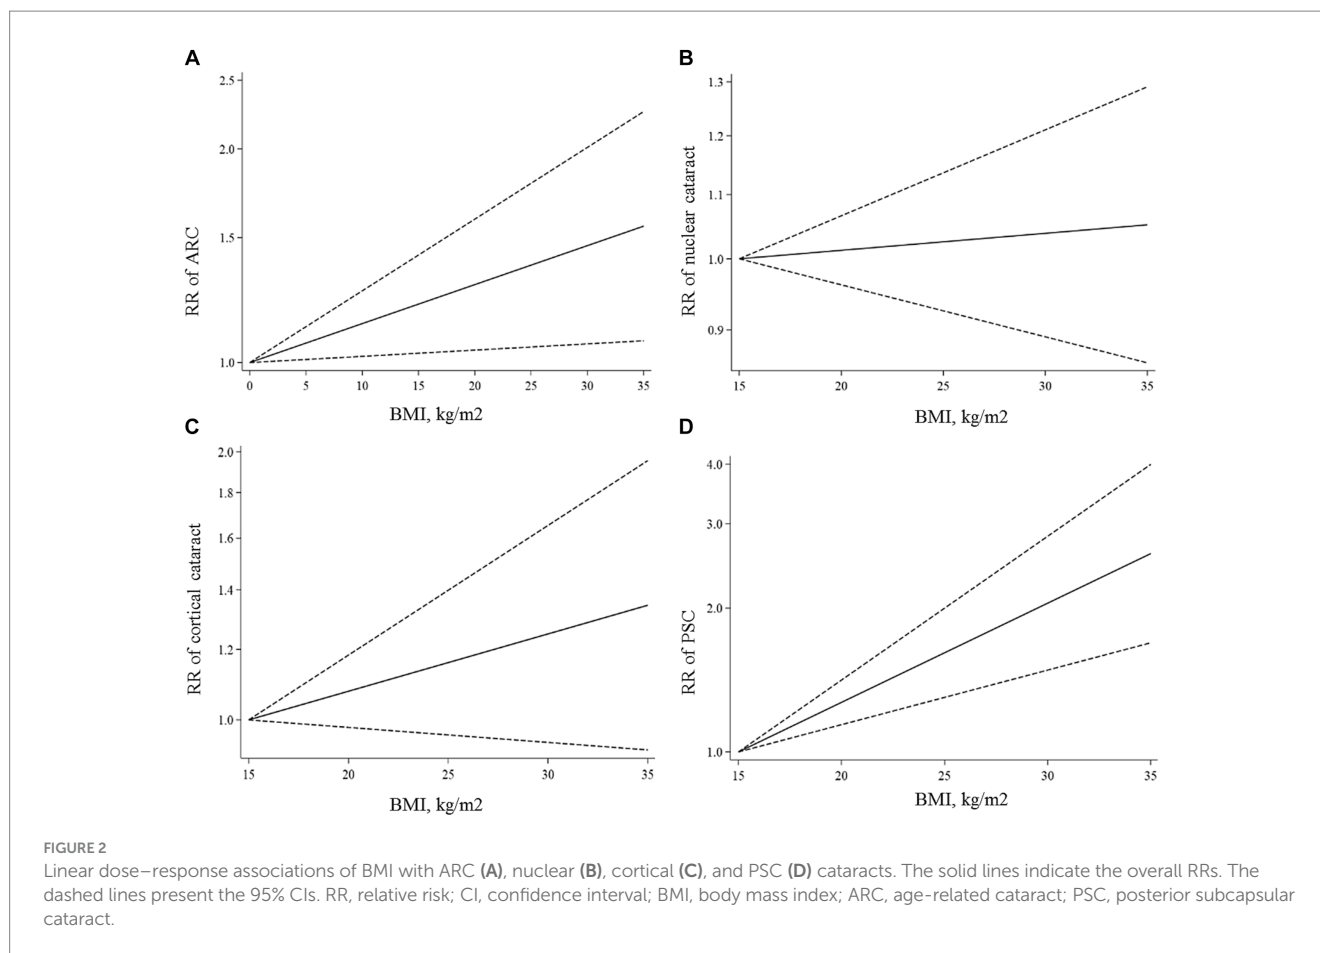 A
2.5
2.0
1.5
1.0
RR of ARC
0 5 10 15 20 25 30 35
BMI, kg/m2
B
1.3
1.2
1.1
1.0
0.9
RR of nuclear cataract
15 20 25 30 35
BMI, kg/m2
C
2.0
1.8
1.6
1.4
1.2
1.0
RR of cortical cataract
15 20 25 30 35
BMI, kg/m2
D
4.0
3.0
2.0
1.0
RR of PSC
15 20 25 30 35
BMI, kg/m2
FIGURE 2
Linear dose–response associations of BMI with ARC (A), nuclear (B), cortical (C), and PSC (D) cataracts. The solid lines indicate the overall RRs. The
dashed lines present the 95% CIs. RR, relative risk; CI, confidence interval; BMI, body mass index; ARC, age-related cataract; PSC, posterior subcapsular
cataract.